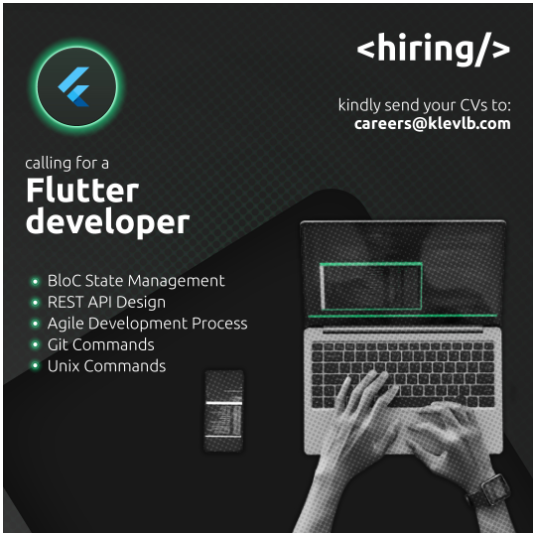 <hiring/>
kindly send your CVs to:
careers@klevlb.com
calling for a
Flutter
developer
BloC State Management
REST API Design
Agile Development Process
Git Commands
Unix Commands